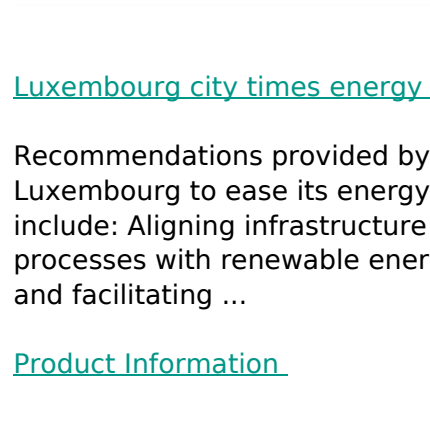 Luxembourg city times energy
Recommendations provided by
Luxembourg to ease its energy
include: Aligning infrastructure
processes with renewable ener
and facilitating ...
Product Information